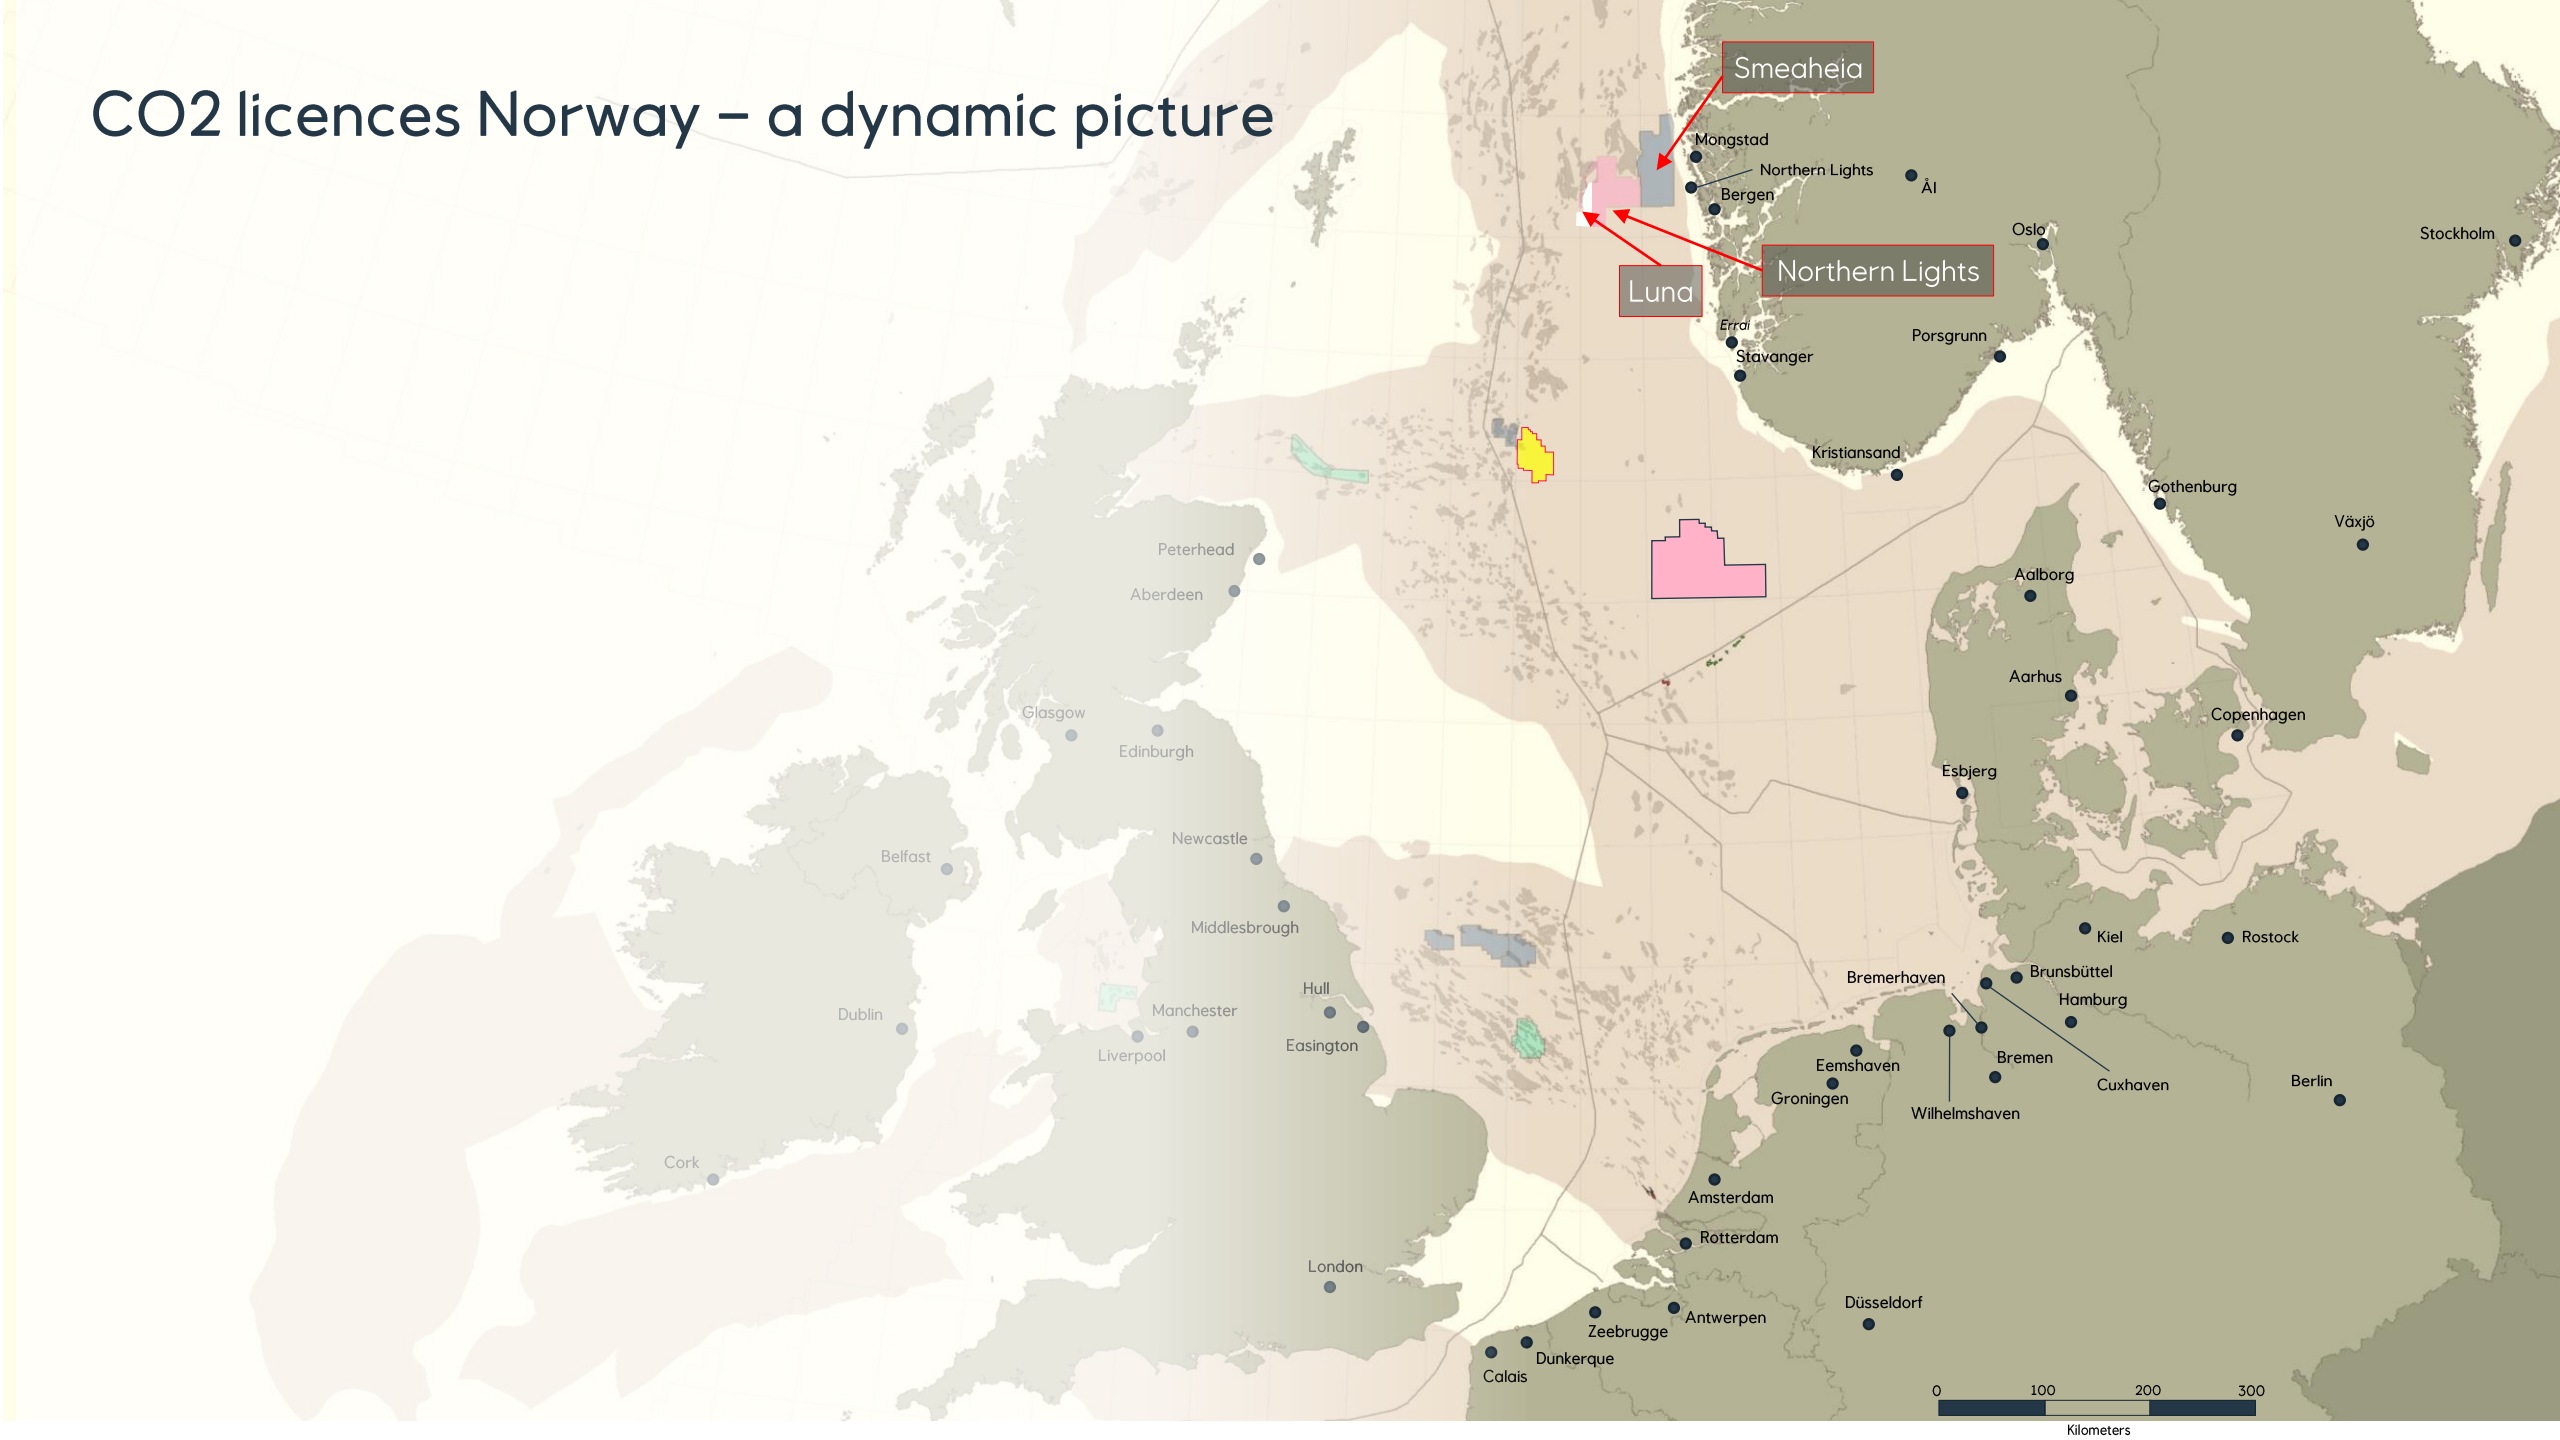 CO2 licences Norway – a dynamic picture
Smeaheia
Mongstad
Northern Lights
Bergen
Ål
Oslo
Stockholm
Northern Lights
Luna
Errai
Stavanger
Porsgrunn
Kristiansand
Gothenburg
Växjö
Peterhead
Aberdeen
Aalborg
Aarhus
Glasgow
Edinburgh
Copenhagen
Esbjerg
Newcastle
Belfast
Middlesbrough
Kiel
Rostock
Bremerhaven
Brunsbüttel
Hull
Hamburg
Dublin
Manchester
Easington
Liverpool
Eemshaven
Bremen
Cuxhaven
Berlin
Groningen
Wilhelmshaven
Cork
Amsterdam
Rotterdam
London
Düsseldorf
Antwerpen
Zeebrugge
Dunkerque
Calais
0 100 200 300
Kilometers